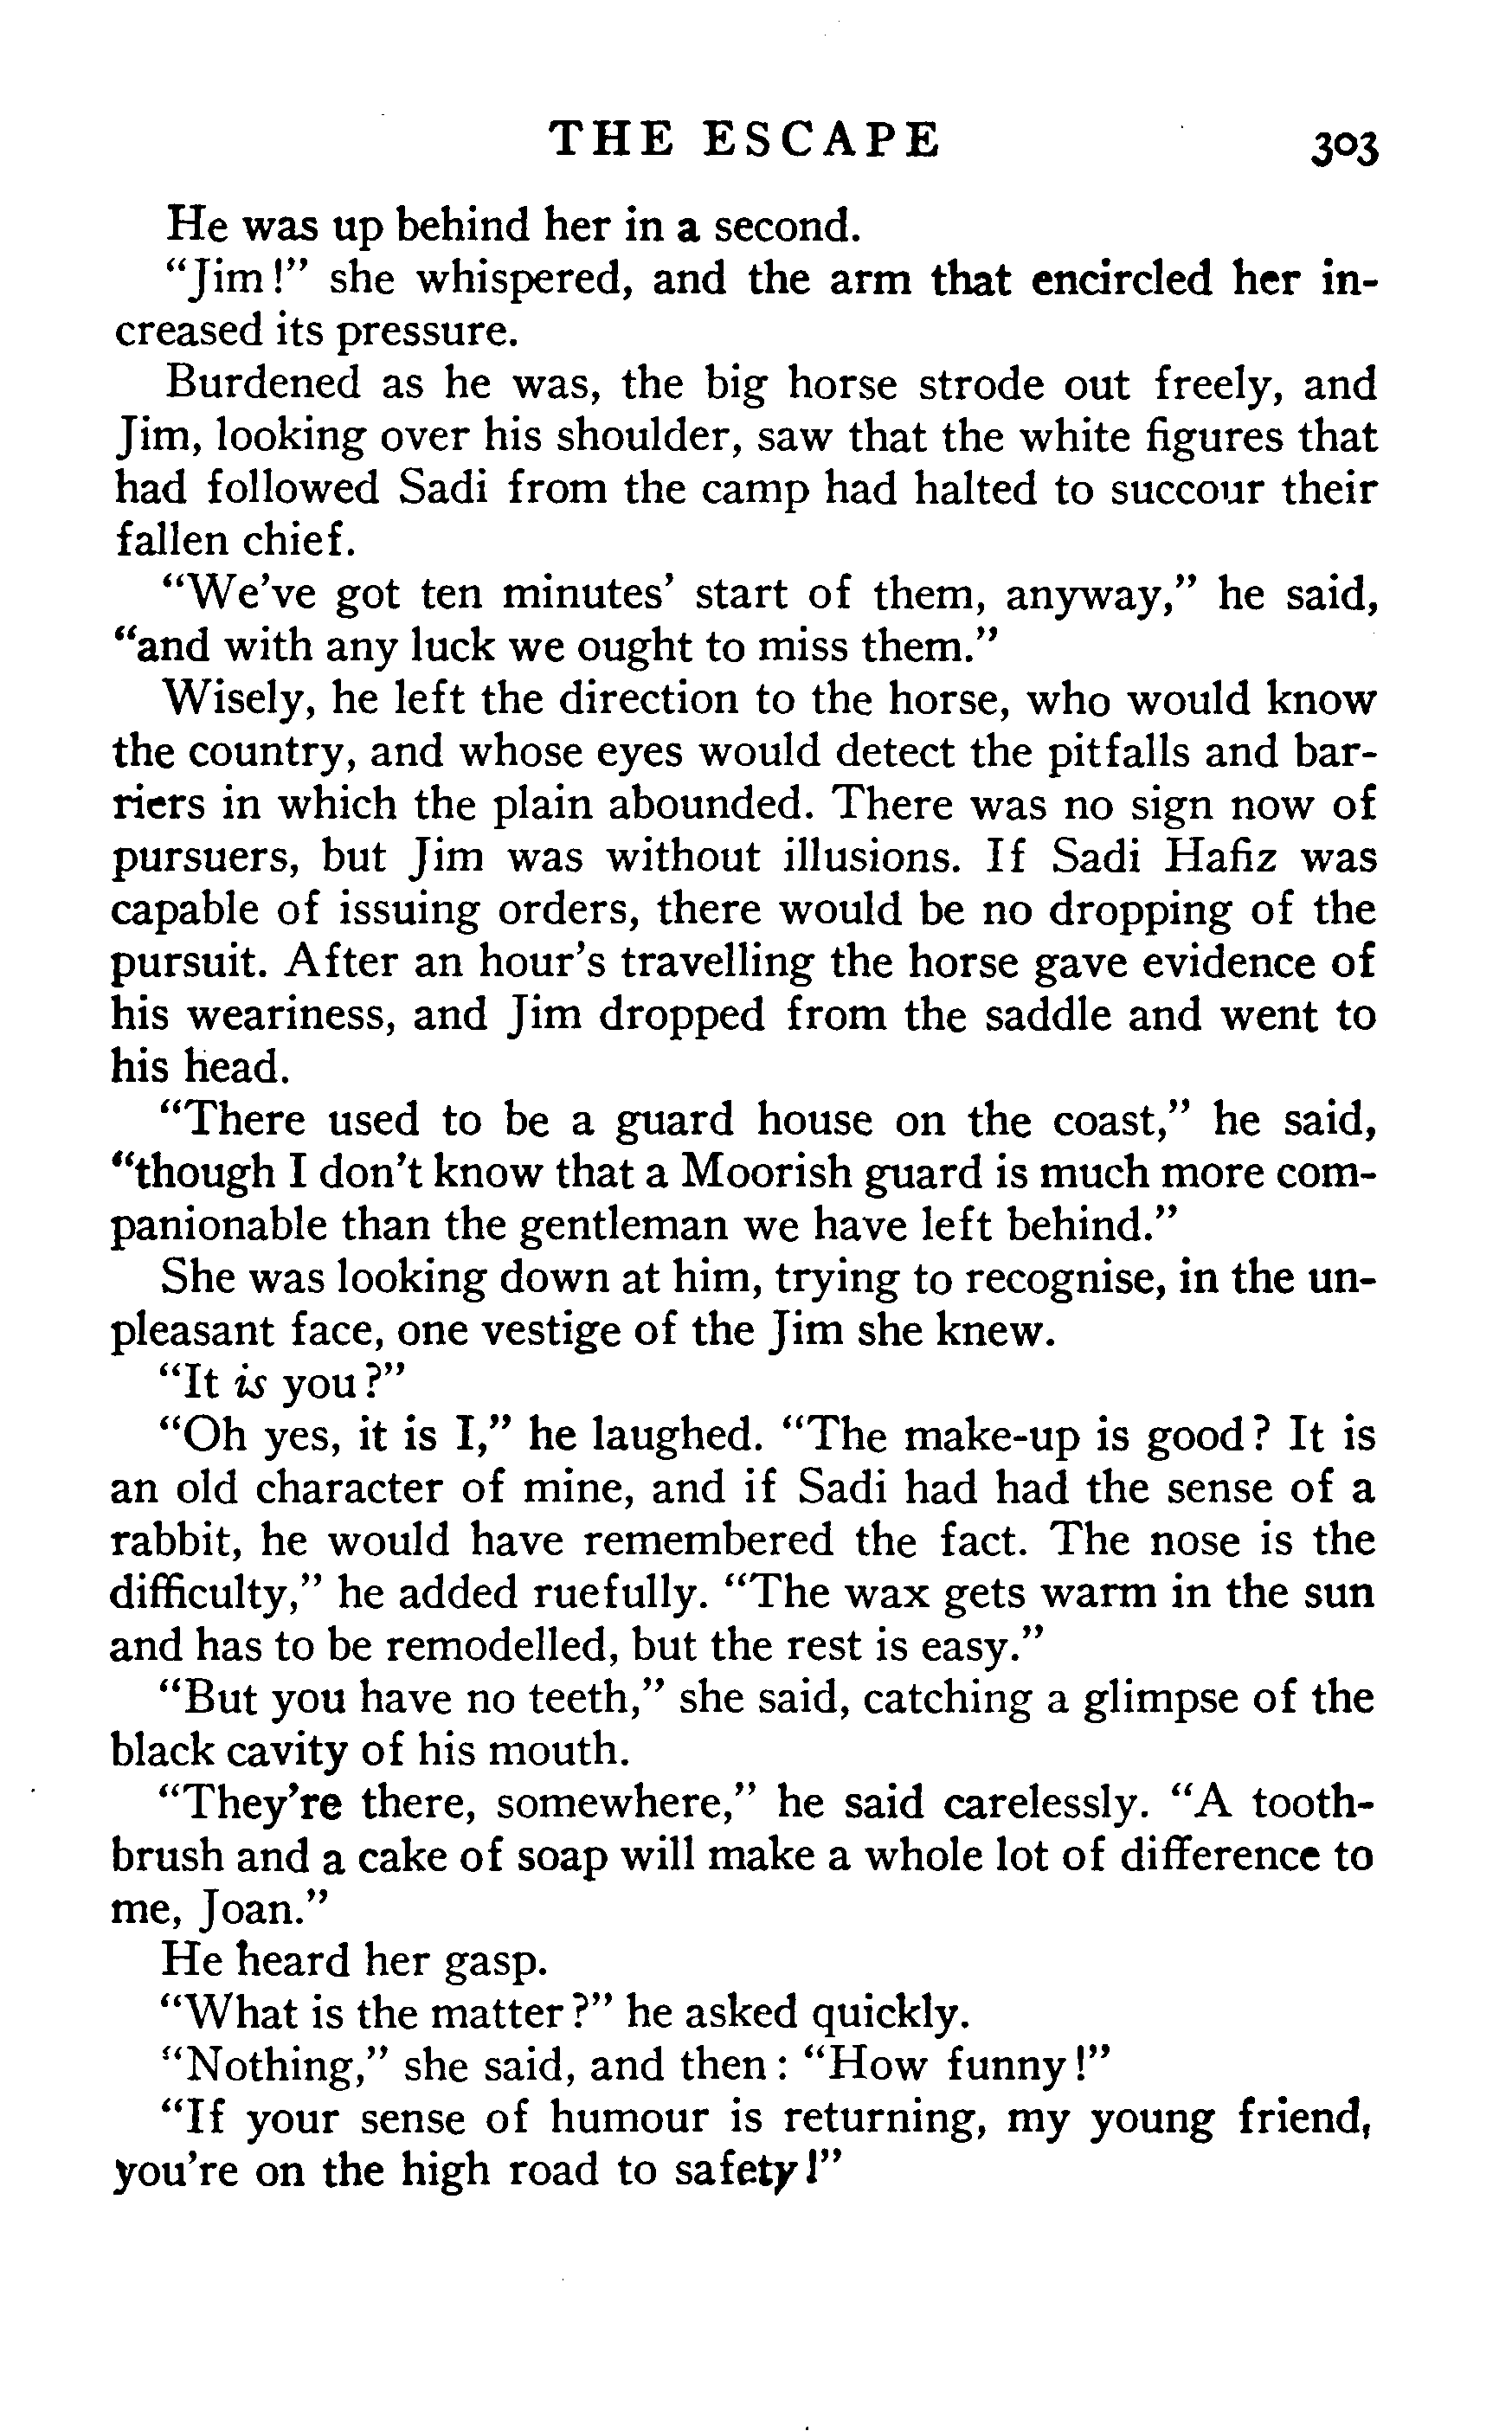 THE ESCAPE 303
He was up behind her in a second.
"Jim!" she whispered, and the arm that encircled her in-
creased its pressure.
Burdened as he was, the big horse strode out freely, and
Jim, looking over his shoulder, saw that the white figures that
had followed Sadi from the camp had halted to succour their
fallen chief.
"We've got ten minutes' start of them, anyway," he said,
"and with any luck we ought to miss them."
Wisely, he left the direction to the horse, who would know
the country, and whose eyes would detect the pitfalls and bar-
riers in which the plain abounded. There was no sign now of
pursuers, but Jim was without illusions. If Sadi Hafiz was
capable of issuing orders, there would be no dropping of the
pursuit. After an hour's travelling the horse gave evidence of
his weariness, and Jim dropped from the saddle and went to
his head.
"There used to be a guard house on the coast," he said,
"though I don't know that a Moorish guard is much more com-
panionable than the gentleman we have left behind."
She was looking down at him, trying to recognise, in the un-
pleasant face, one vestige of the Jim she knew.
"It is you?"
"Oh yes, it is I," he laughed. "The make-up is good? It is
an old character of mine, and if Sadi had had the sense of a
rabbit, he would have remembered the fact. The nose is the
difficulty," he added ruefully. "The wax gets warm in the sun
and has to be remodelled, but the rest is easy."
"But you have no teeth," she said, catching a glimpse of the
black cavity of his mouth.
"They're there, somewhere," he said carelessly. "A tooth-
brush and a cake of soap will make a whole lot of difference to
me, Joan."
He heard her gasp.
"What is the matter?" he asked quickly.
"Nothing," she said, and then: "How funny!"
"If your sense of humour is returning, my young friend,
you're on the high road to safety!"